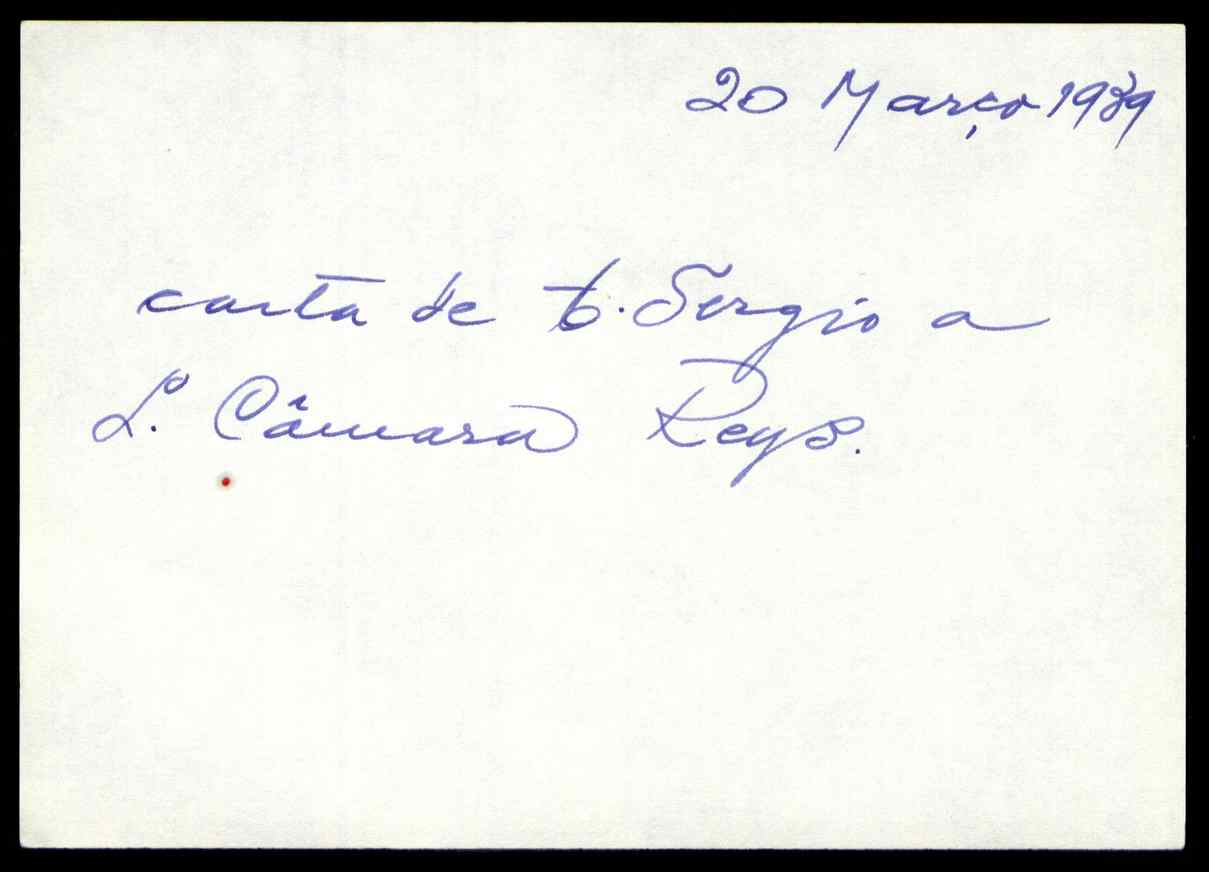 20 Março 1939
carta de A. Sergio a
L. Câmara Reys.